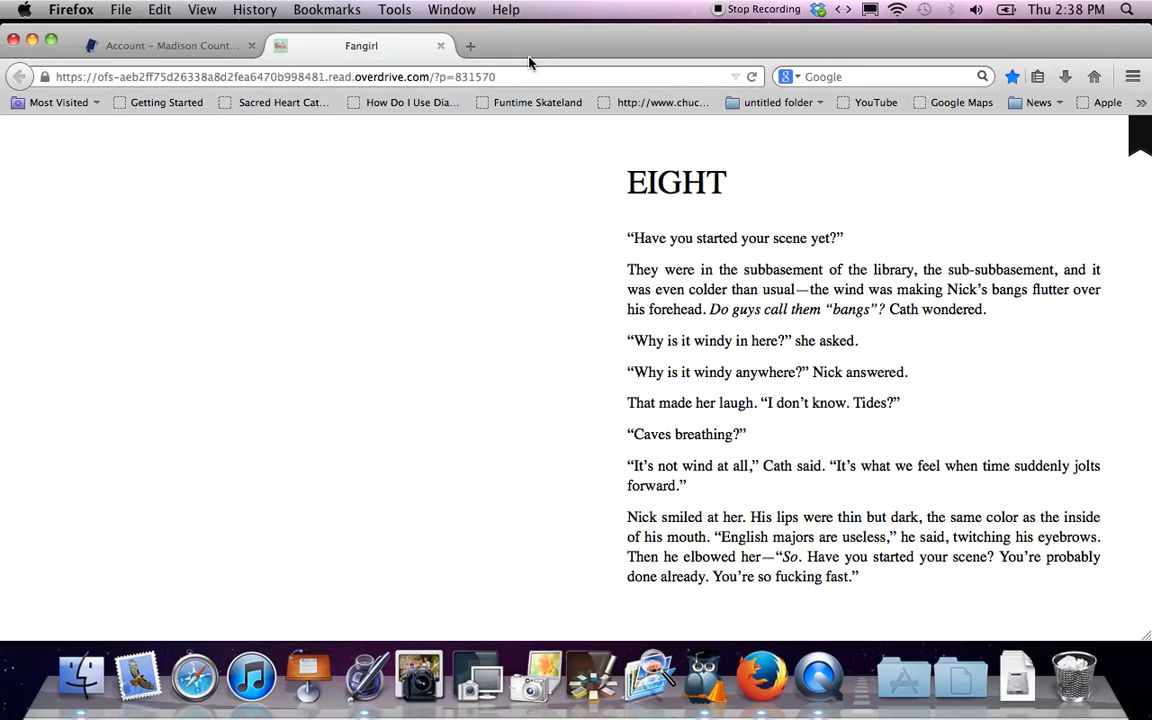 Firefox File Edit View History Bookmarks Tools Window Help Stop Recording Thu 2:38 PM
Account – Madison Count... Fangirl
https://ofs-aeb2ff75d26338a8d2fea6470b998481.read.overdrive.com/?p=831570 Google
Most Visited Getting Started Sacred Heart Cat... How Do I Use Dia... Funtime Skateland http://www.chuc... untitled folder YouTube Google Maps News Apple
EIGHT
“Have you started your scene yet?”
They were in the subbasement of the library, the sub-subbasement, and it
was even colder than usual—the wind was making Nick’s bangs flutter over
his forehead. Do guys call them “bangs”? Cath wondered.
“Why is it windy in here?” she asked.
“Why is it windy anywhere?” Nick answered.
That made her laugh. “I don’t know. Tides?”
“Caves breathing?”
“It’s not wind at all,” Cath said. “It’s what we feel when time suddenly jolts
forward.”
Nick smiled at her. His lips were thin but dark, the same color as the inside
of his mouth. “English majors are useless,” he said, twitching his eyebrows.
Then he elbowed her—“So. Have you started your scene? You’re probably
done already. You’re so fucking fast.”